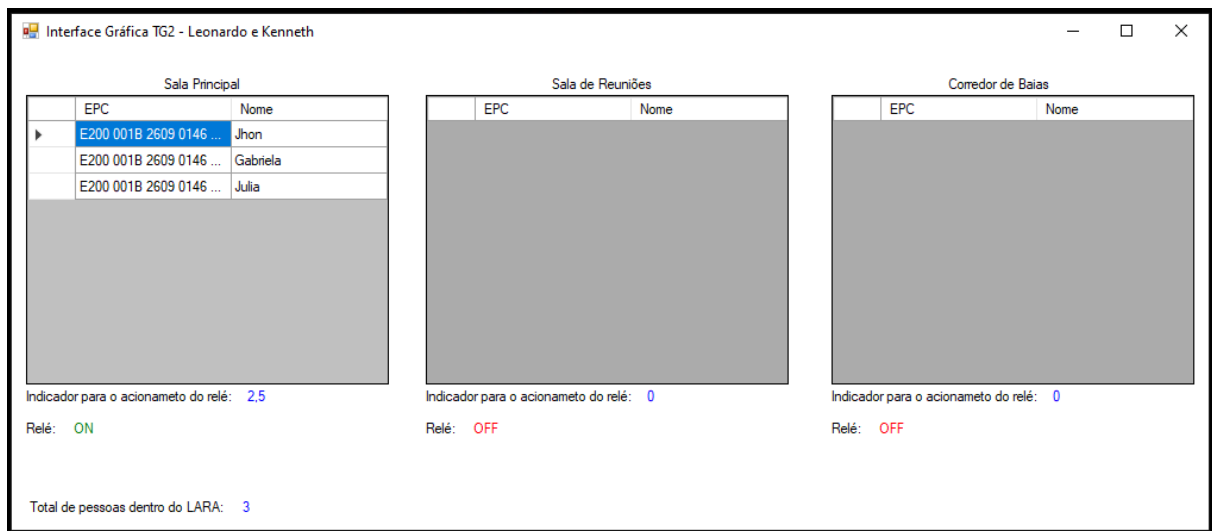 Interface Gráfica TG2 - Leonardo e Kenneth
Sala Principal
EPC Nome
E200 001B 2609 0146 ... Jhon
E200 001B 2609 0146 ... Gabriela
E200 001B 2609 0146 ... Julia
Indicador para o acionameto do relé: 2,5
Relé: ON
Sala de Reuniões
EPC Nome
Indicador para o acionameto do relé: 0
Relé: OFF
Corredor de Baias
EPC Nome
Indicador para o acionameto do relé: 0
Relé: OFF
Total de pessoas dentro do LARA: 3